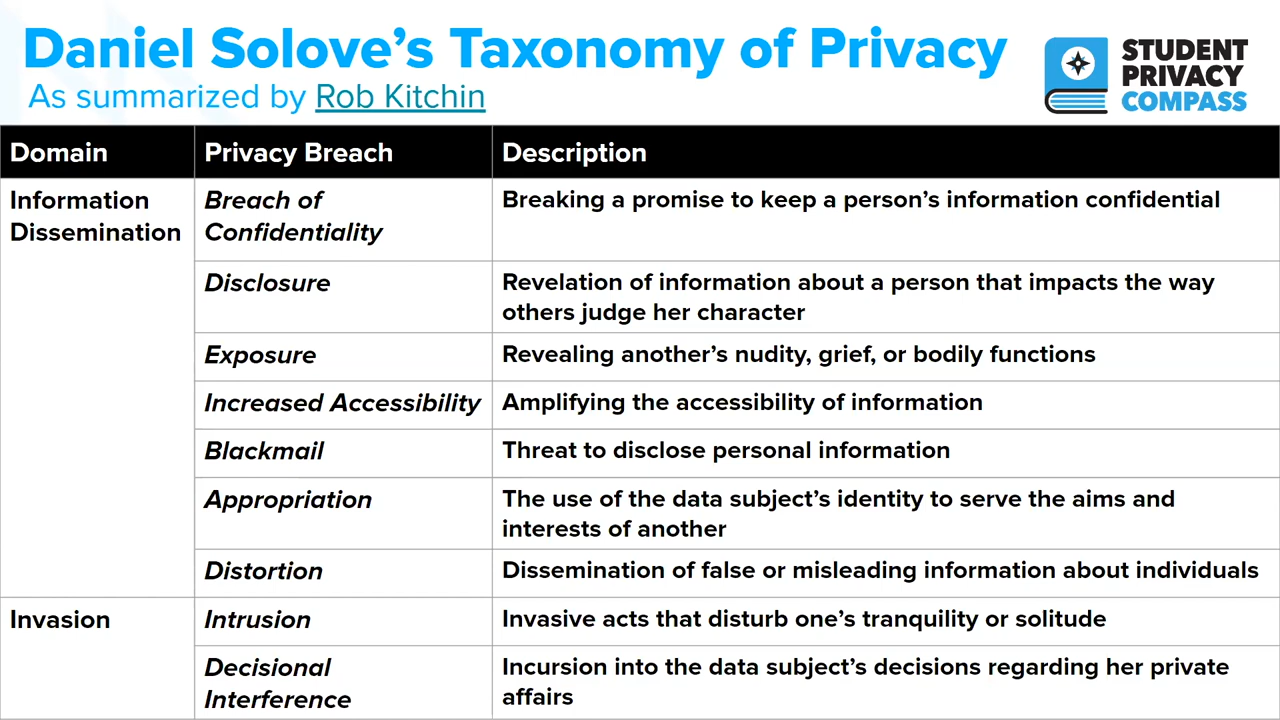 Daniel Solove’s Taxonomy of Privacy
As summarized by Rob Kitchin
STUDENT
PRIVACY
COMPASS
Domain Privacy Breach Description
Information
Dissemination
Breach of
Confidentiality
Breaking a promise to keep a person’s information confidential
Disclosure
Revelation of information about a person that impacts the way
others judge her character
Exposure
Revealing another’s nudity, grief, or bodily functions
Increased Accessibility
Amplifying the accessibility of information
Blackmail
Threat to disclose personal information
Appropriation
The use of the data subject’s identity to serve the aims and
interests of another
Distortion
Dissemination of false or misleading information about individuals
Invasion
Intrusion
Invasive acts that disturb one’s tranquility or solitude
Decisional
Interference
Incursion into the data subject’s decisions regarding her private
affairs